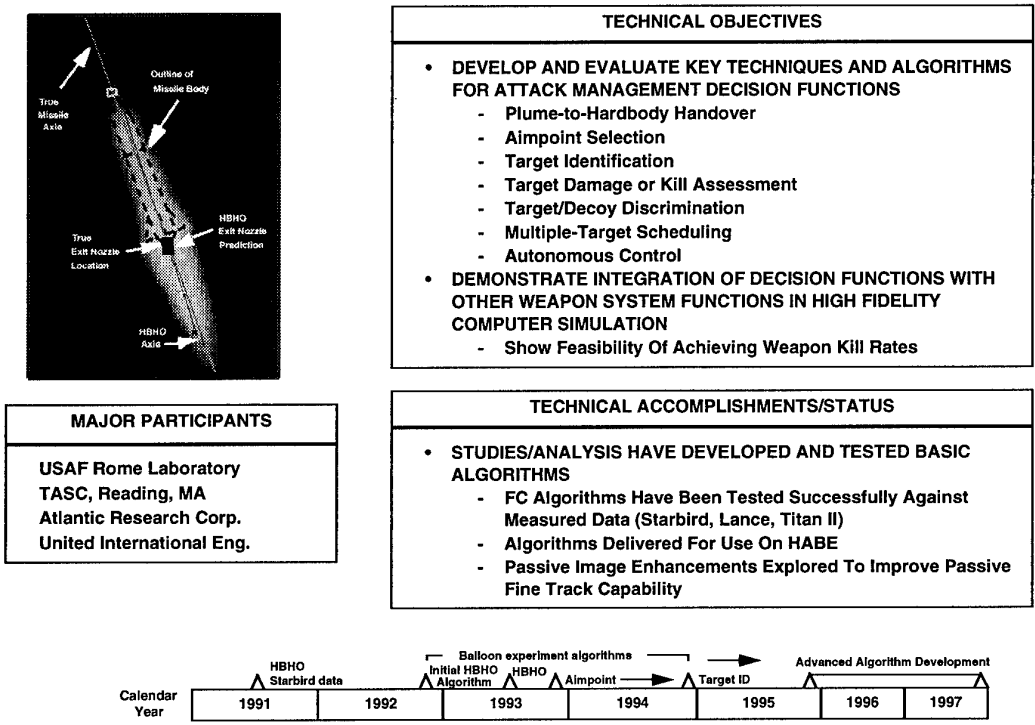 True
Missile
Axis
Outline of
Missile Body
True
Exit Nozzle
Location
HBHO
Exit Nozzle
Prediction
HBHO
Axis
TECHNICAL OBJECTIVES
• DEVELOP AND EVALUATE KEY TECHNIQUES AND ALGORITHMS
FOR ATTACK MANAGEMENT DECISION FUNCTIONS
- Plume-to-Hardbody Handover
- Aimpoint Selection
- Target Identification
- Target Damage or Kill Assessment
- Target/Decoy Discrimination
- Multiple-Target Scheduling
- Autonomous Control
• DEMONSTRATE INTEGRATION OF DECISION FUNCTIONS WITH
OTHER WEAPON SYSTEM FUNCTIONS IN HIGH FIDELITY
COMPUTER SIMULATION
- Show Feasibility Of Achieving Weapon Kill Rates
MAJOR PARTICIPANTS
USAF Rome Laboratory
TASC, Reading, MA
Atlantic Research Corp.
United International Eng.
TECHNICAL ACCOMPLISHMENTS/STATUS
• STUDIES/ANALYSIS HAVE DEVELOPED AND TESTED BASIC
ALGORITHMS
- FC Algorithms Have Been Tested Successfully Against
Measured Data (Starbird, Lance, Titan II)
- Algorithms Delivered For Use On HABE
- Passive Image Enhancements Explored To Improve Passive
Fine Track Capability
Balloon experiment algorithms
HBHO
Starbird data
Initial HBHO
Algorithm
HBHO
Aimpoint
Target ID
Advanced Algorithm Development
Calendar
Year
1991 1992 1993 1994 1995 1996 1997